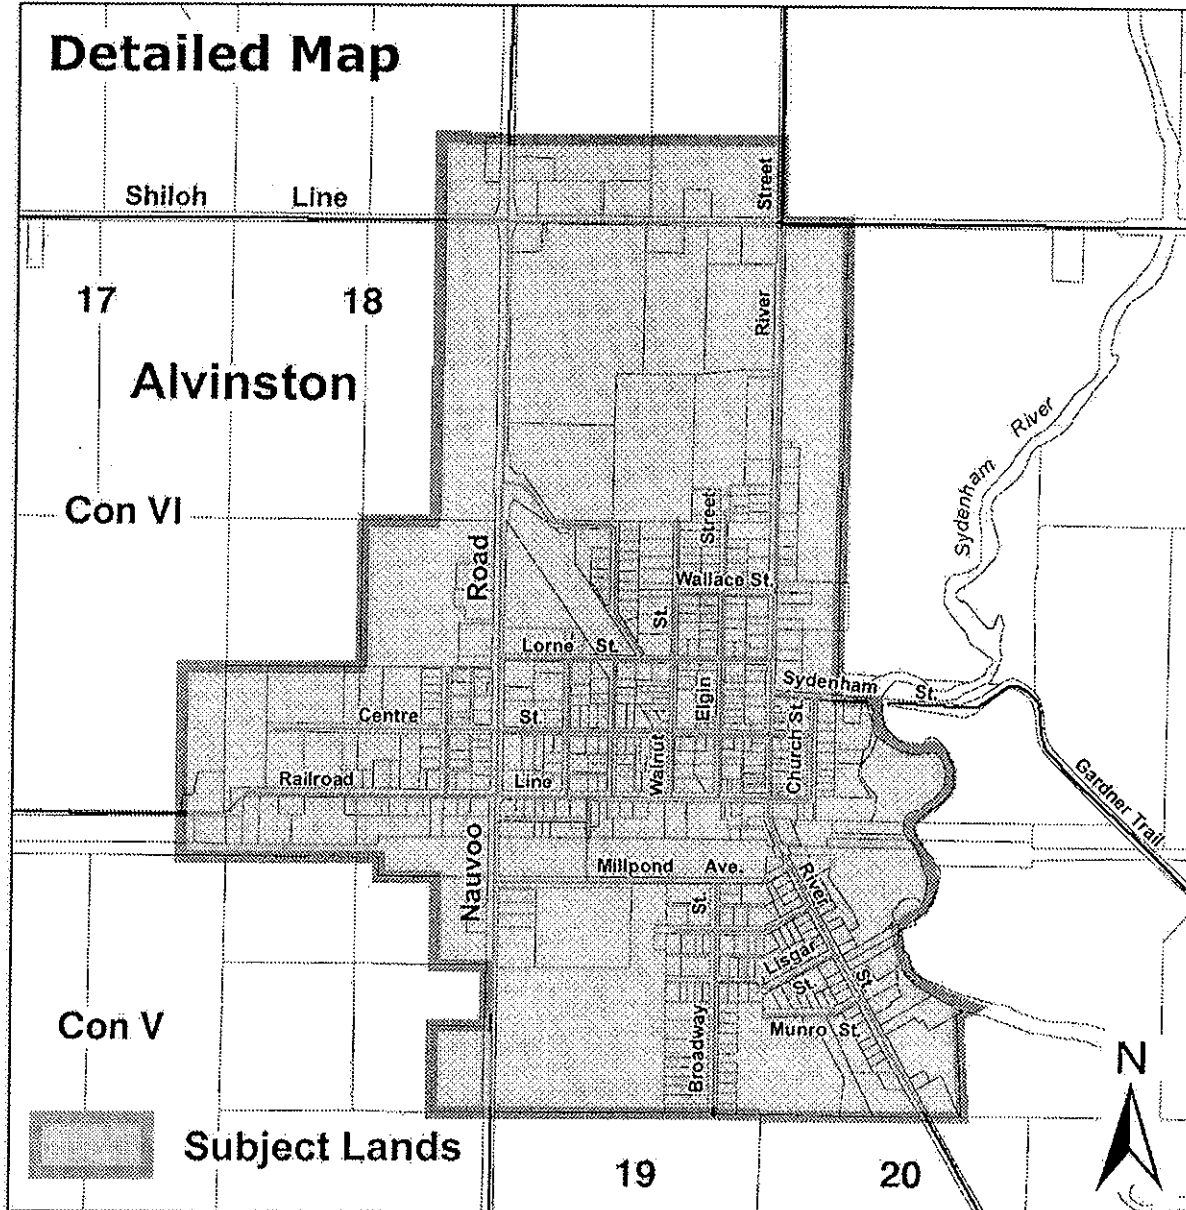 Detailed Map
Shiloh Line
Street
River
17
18
Alvinston
Sydenham River
Con VI
Road
Street
Wallace St.
St.
Lorne St.
Elgin
Sydenham St.
Centre St.
Walnut
Church St.
Railroad Line
Gardner Trail
Nauvoo
Millpond Ave.
River St.
St.
Lisgar St.
Con V
Broadway
Munro St.
N
Subject Lands
19
20